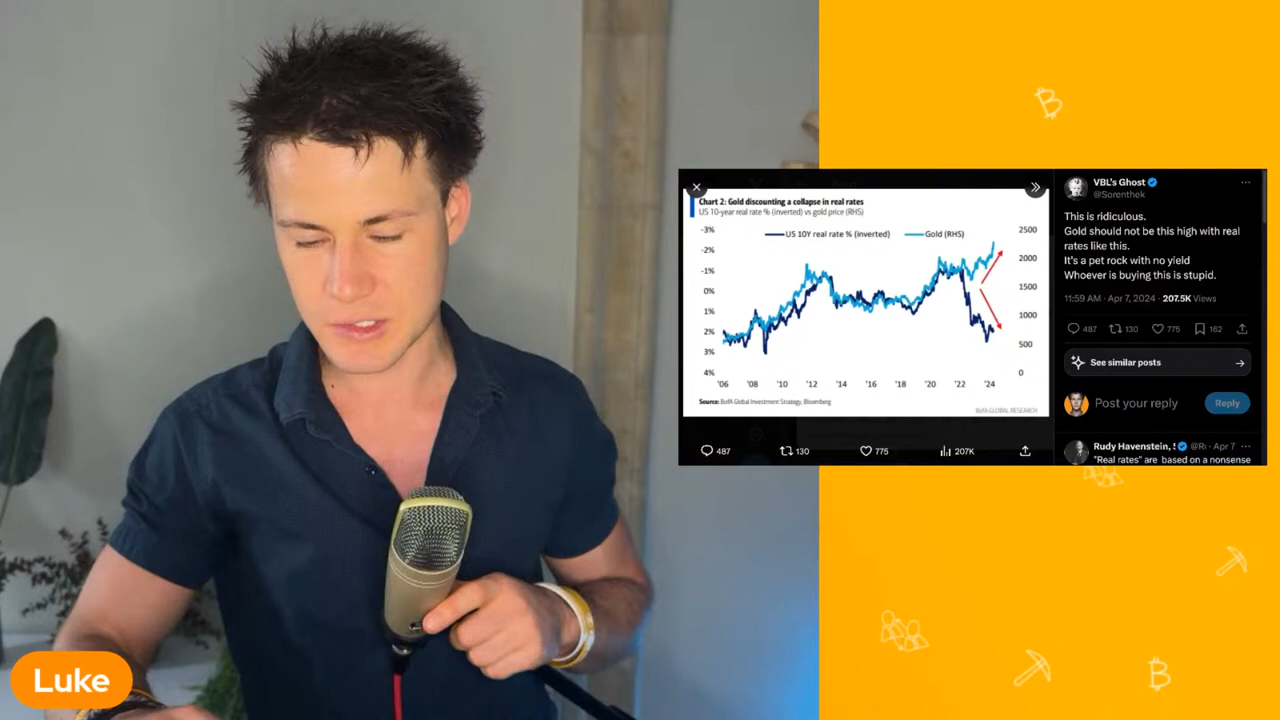 Luke
Chart 2: Gold discounting a collapse in real rates
US 10-year real rate % (inverted) vs gold price (RHS)
US 10Y real rate % (inverted)
Gold (RHS)
-3%
-2%
-1%
0%
1%
2%
3%
4%
2500
2000
1500
1000
500
0
'06 '08 '10 '12 '14 '16 '18 '20 '22 '24
Source: BofA Global Investment Strategy, Bloomberg
BofA GLOBAL RESEARCH
487 130 775 207K
VBL's Ghost
@Sorenthek
This is ridiculous.
Gold should not be this high with real
rates like this.
It's a pet rock with no yield
Whoever is buying this is stupid.
11:59 AM · Apr 7, 2024 · 207.5K Views
487 130 775 162
See similar posts
Post your reply
Reply
Rudy Havenstein, Apr 7
"Real rates" are based on a nonsense